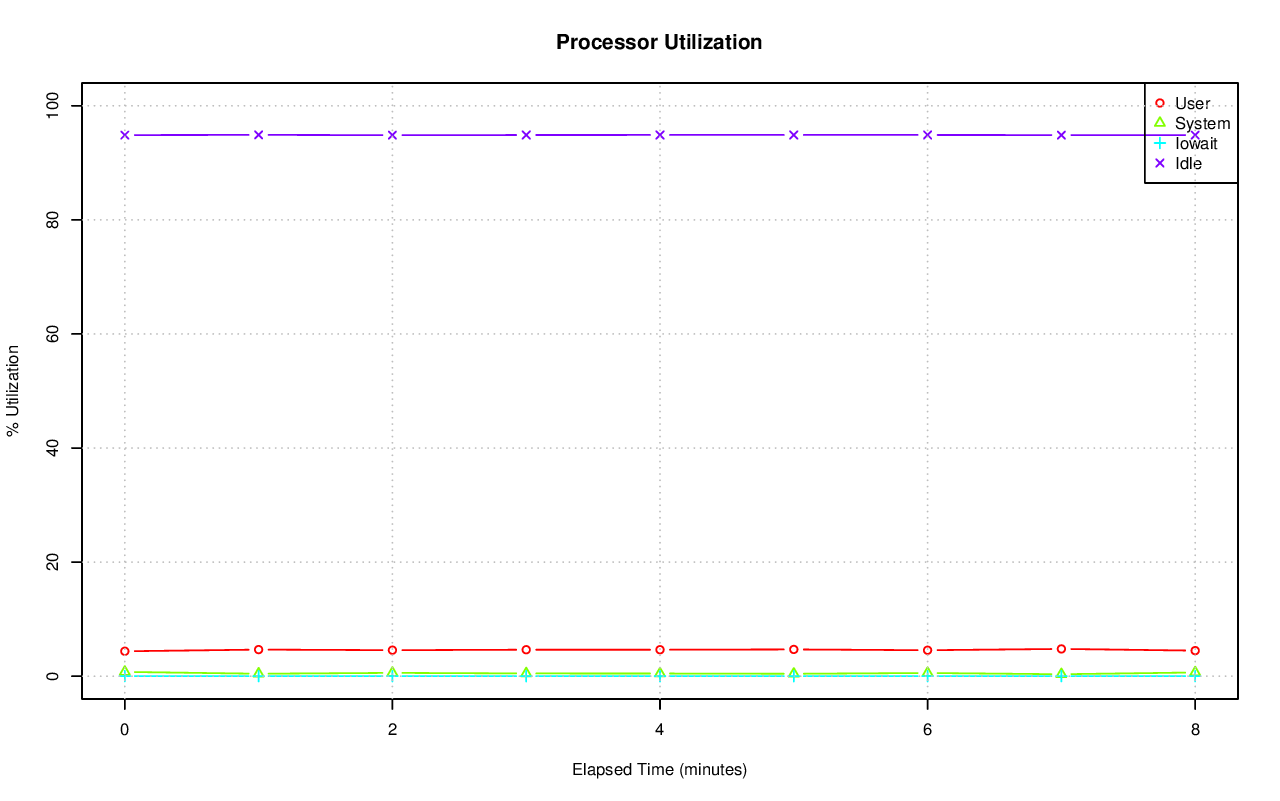 Processor Utilization
User
System
Iowait
Idle
100
80
60
40
20
0
% Utilization
0 2 4 6 8
Elapsed Time (minutes)